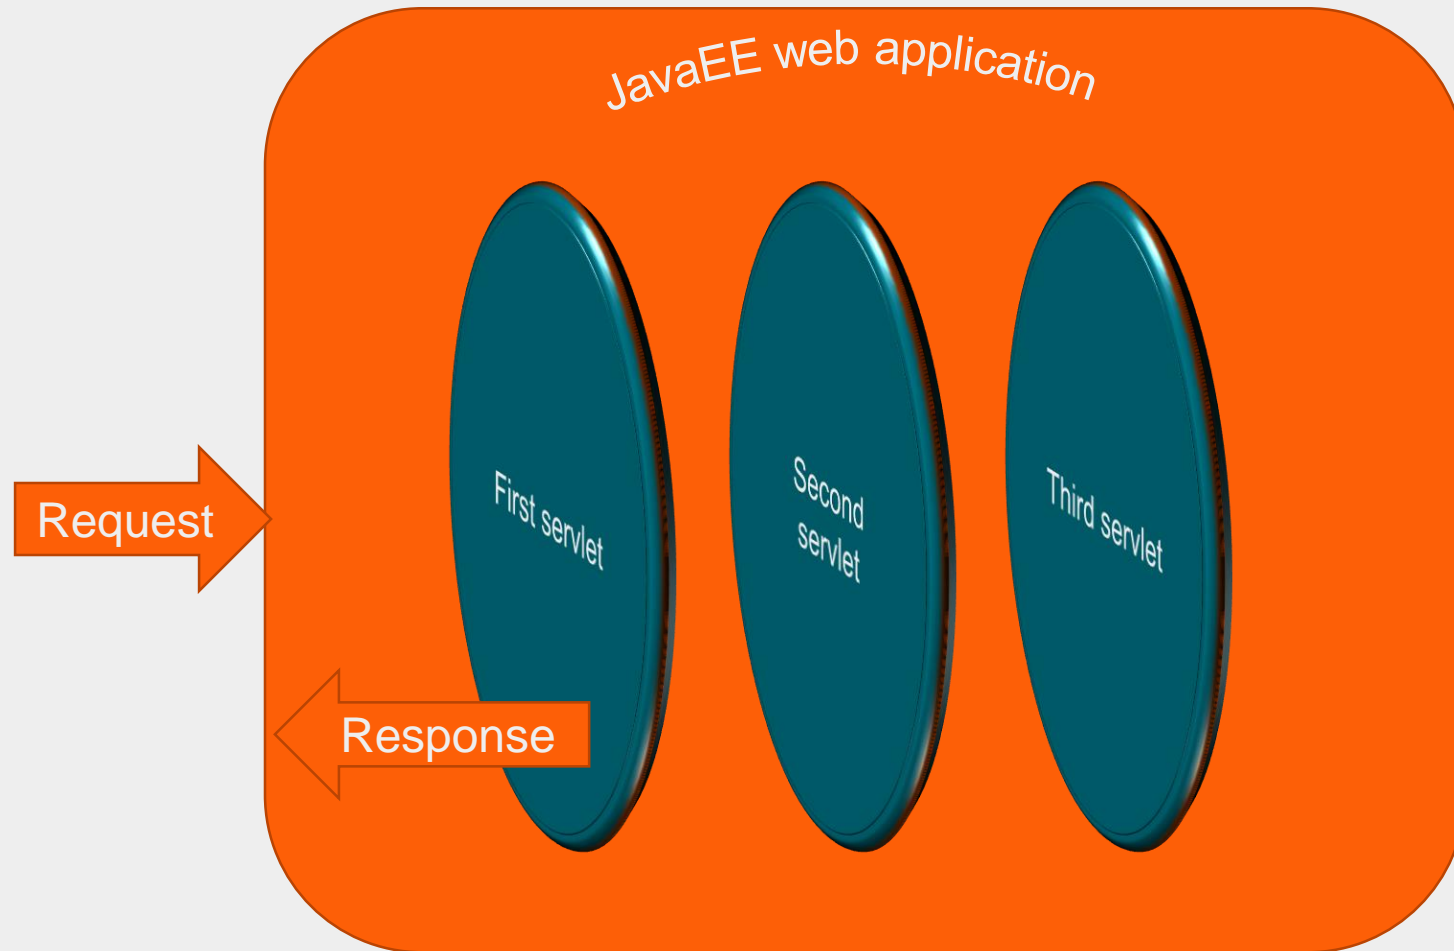 JavaEE web application
Request
First servlet
Second
servlet
Third servlet
Response